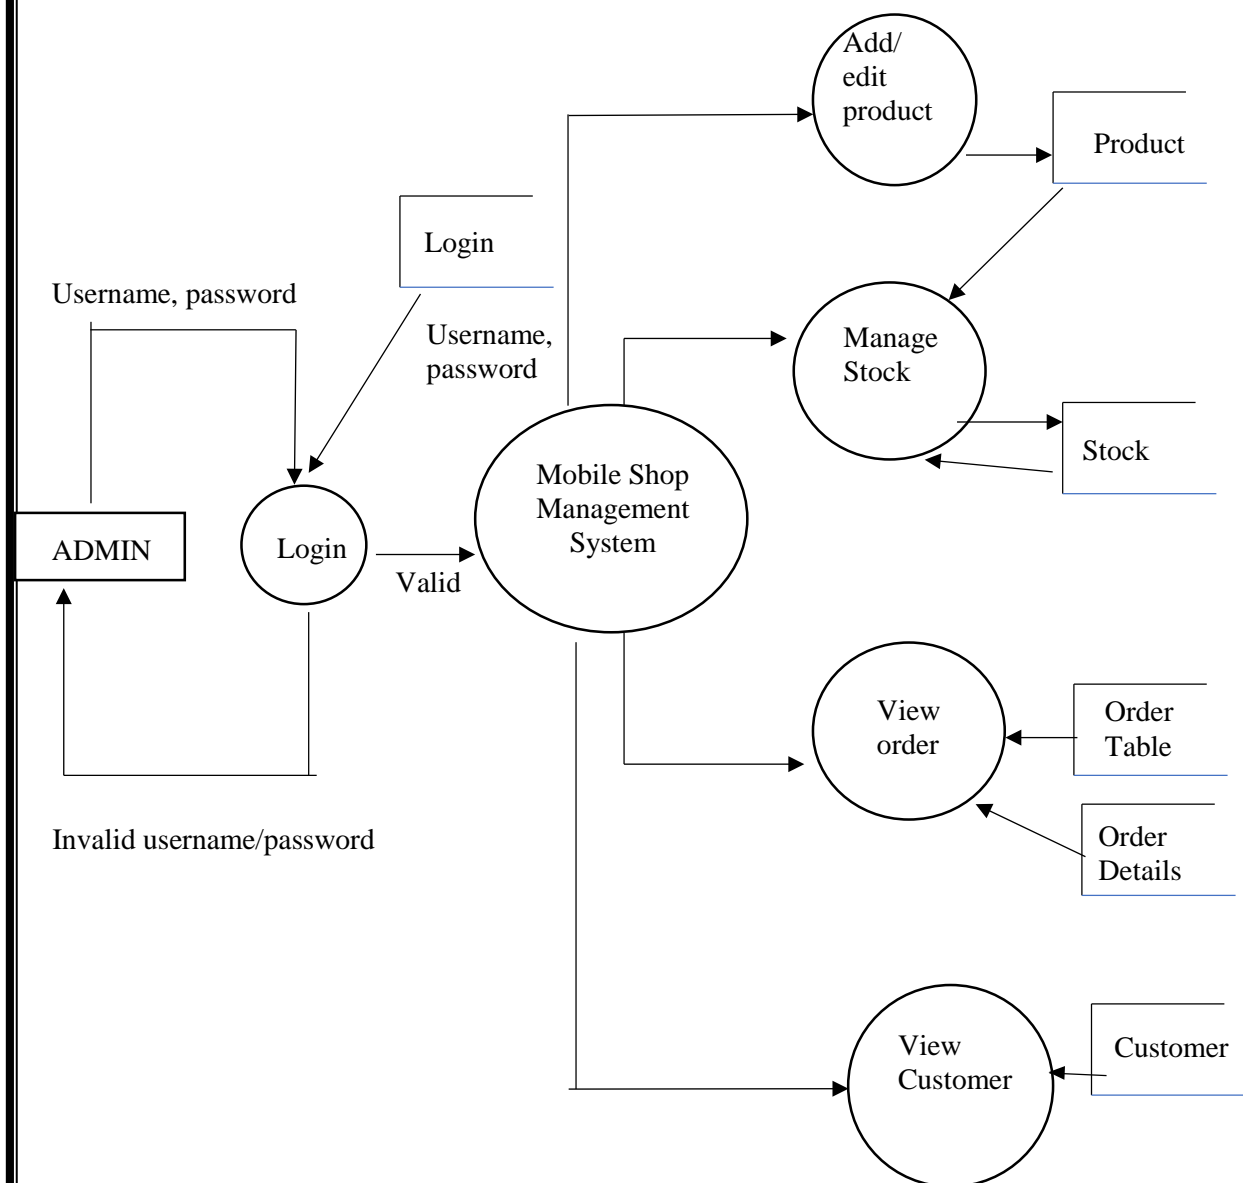 Add/
edit
product
Product
Login
Username, password
Username,
password
Manage
Stock
Stock
Mobile Shop
Management
System
ADMIN
Login
Valid
View
order
Order
Table
Invalid username/password
Order
Details
View
Customer
Customer